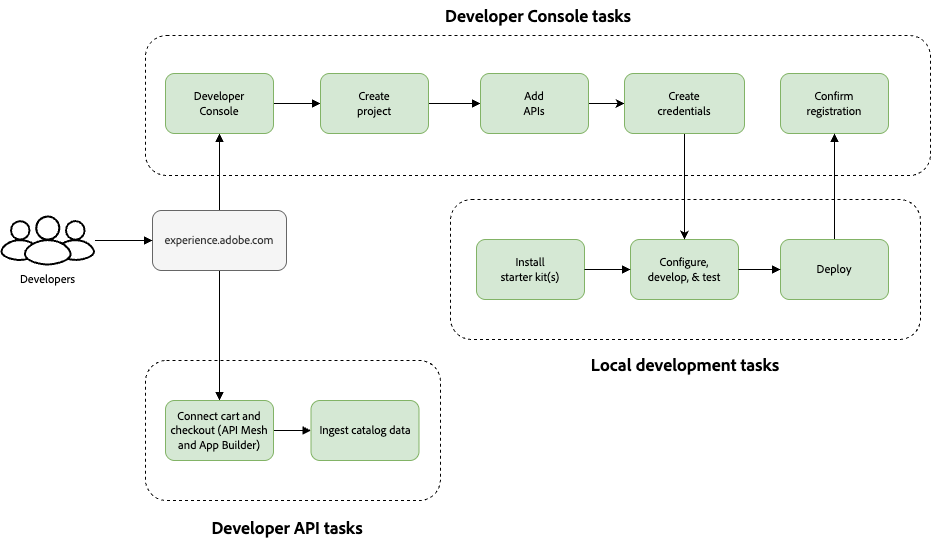 Developer Console tasks
Developer
Console
Create
project
Add
APIs
Create
credentials
Confirm
registration
experience.adobe.com
Developers
Install
starter kit(s)
Configure,
develop, & test
Deploy
Local development tasks
Connect cart and
checkout (API Mesh
and App Builder)
Ingest catalog data
Developer API tasks